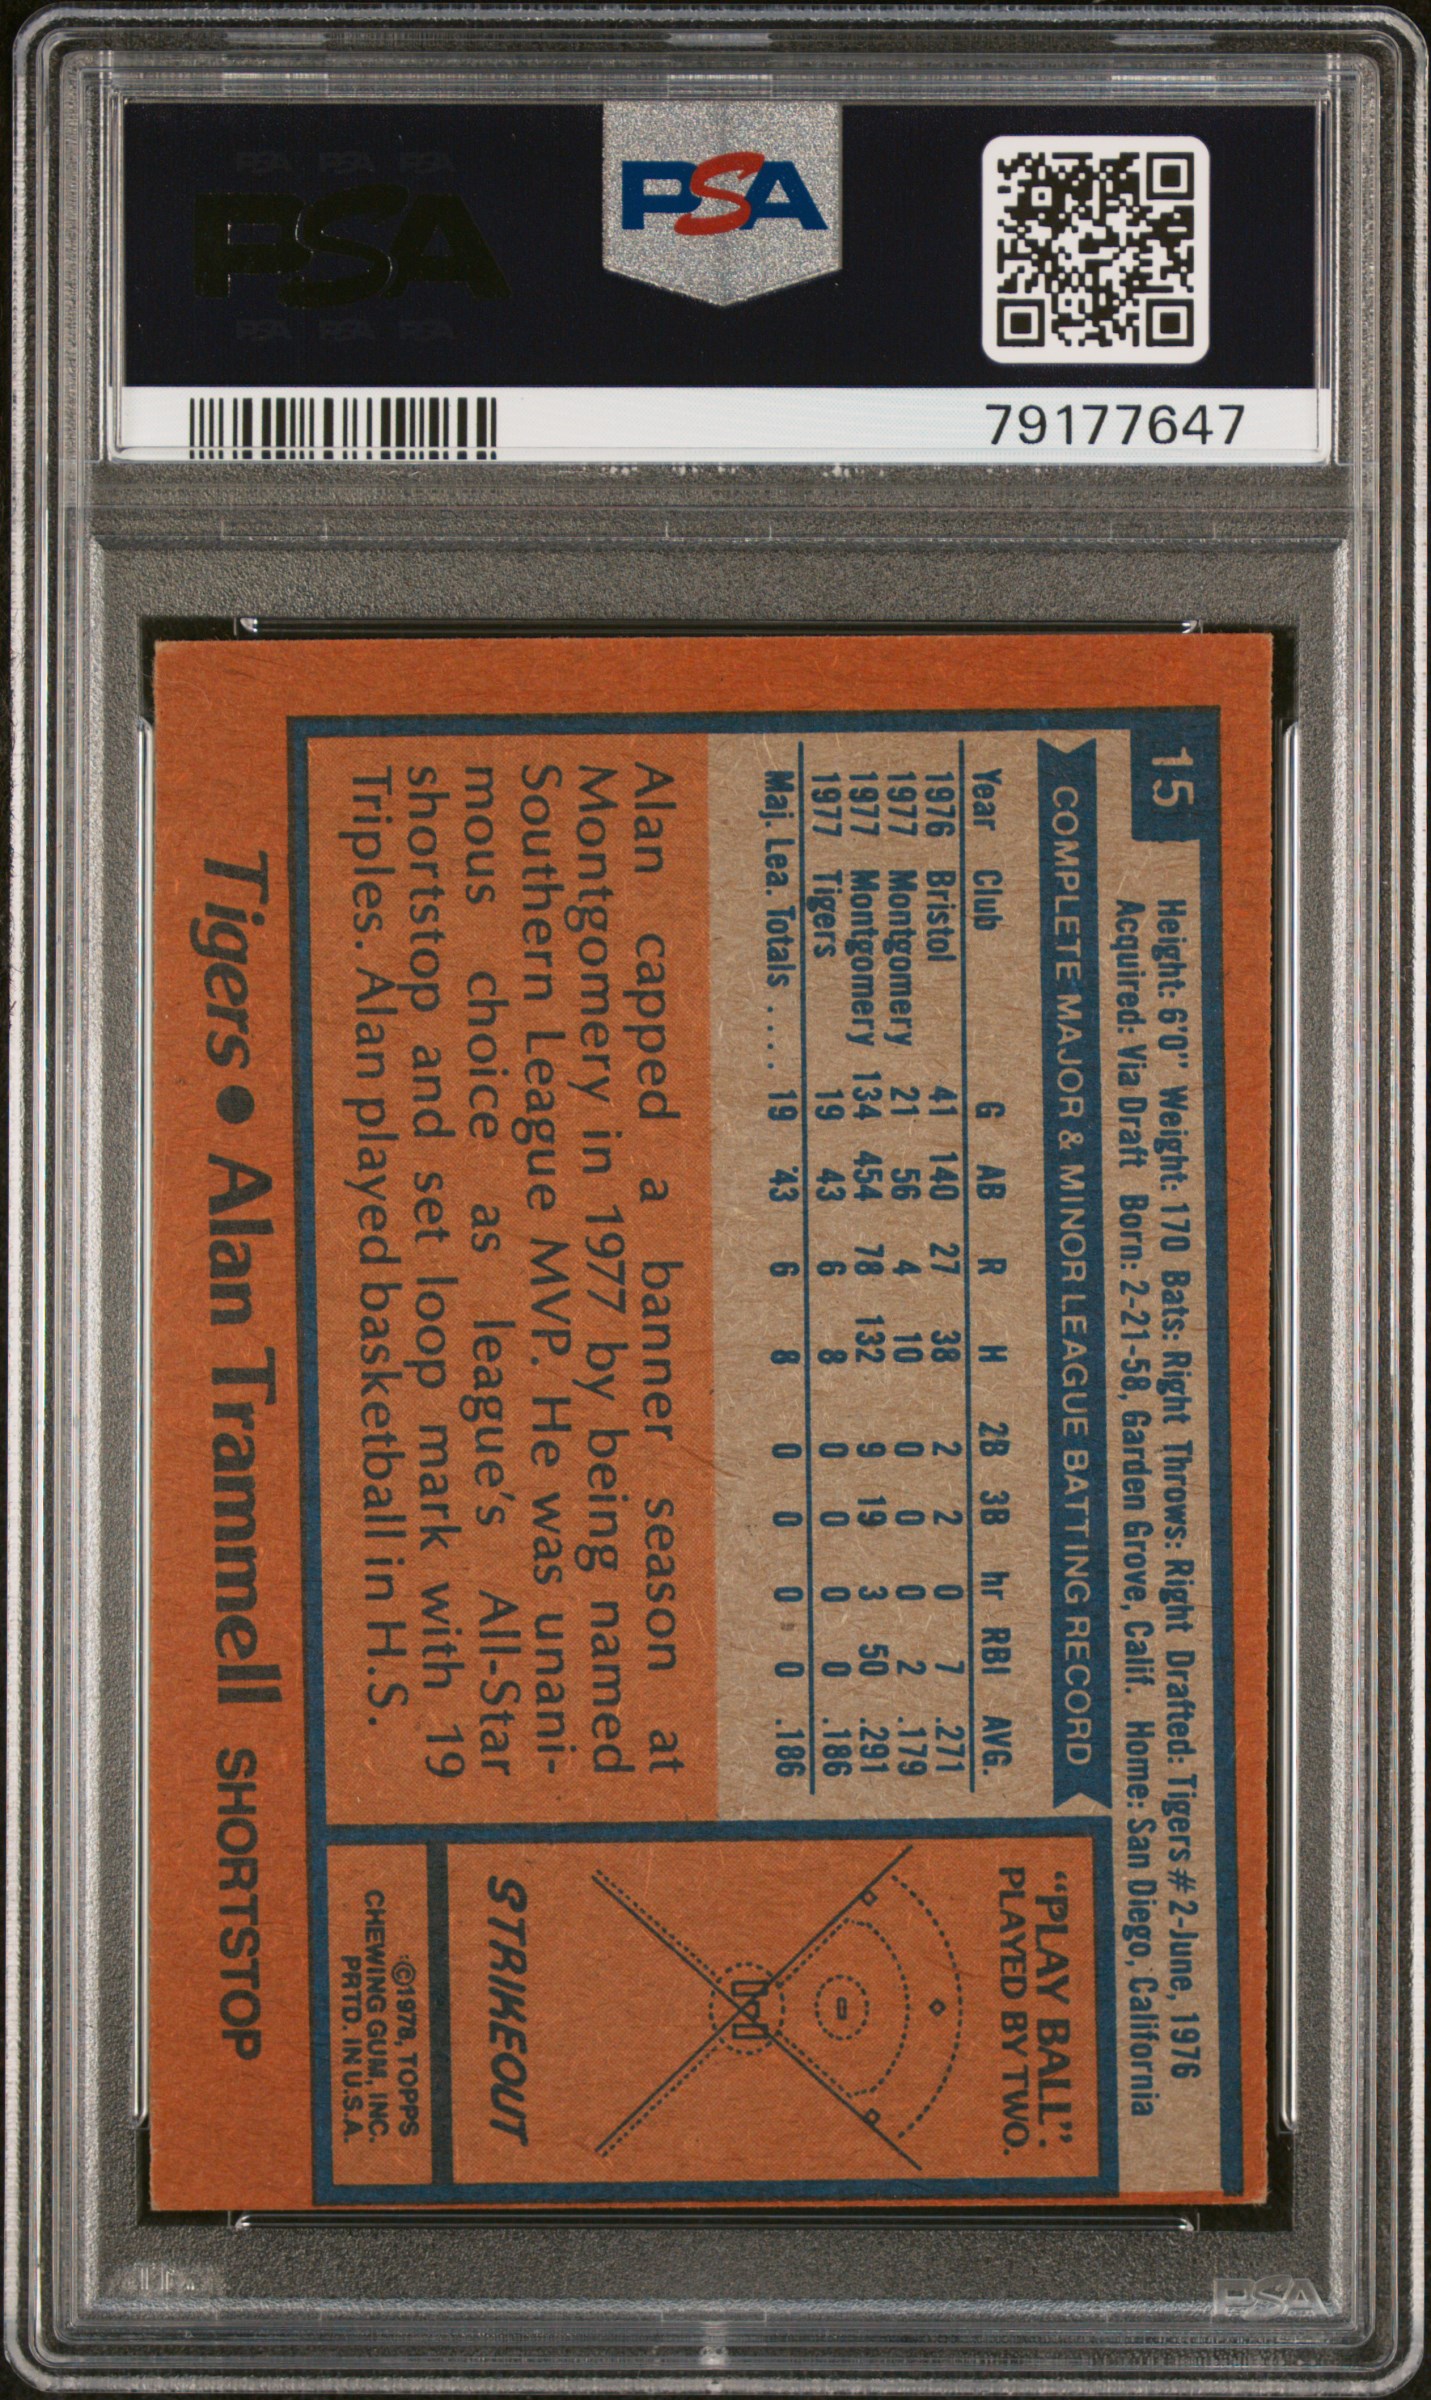 PSA PSA PSA
PSA
PSA PSA PSA
PSA
79177647
15
Height: 6'0" Weight: 170 Bats: Right Throws: Right Drafted: Tigers #2-June, 1976
Acquired: Via Draft Born: 2-21-58, Garden Grove, Calif. Home: San Diego, California
COMPLETE MAJOR & MINOR LEAGUE BATTING RECORD
Year Club G AB R H 2B 3B hr RBI AVG.
1976 Bristol 41 140 27 38 2 2 0 7 .271
1977 Montgomery 21 56 4 10 0 0 0 2 .179
1977 Montgomery 134 454 78 132 9 19 3 50 .291
1977 Tigers 19 43 6 8 0 0 0 0 .186
Maj. Lea. Totals .... 19 43 6 8 0 0 0 0 .186
Alan capped a banner season at
Montgomery in 1977 by being named
Southern League MVP. He was unani-
mous choice as league's All-Star
shortstop and set loop mark with 19
Triples. Alan played basketball in H.S.
"PLAY BALL":
PLAYED BY TWO.
STRIKEOUT
©1978, TOPPS
CHEWING GUM, INC.
PRTD. IN U.S.A.
Tigers • Alan Trammell SHORTSTOP
PSA